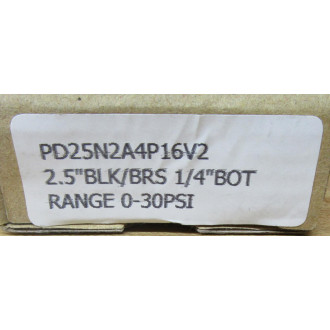 PD25N2A4P16V2
2.5"BLK/BRS 1/4"BOT
RANGE 0-30PSI